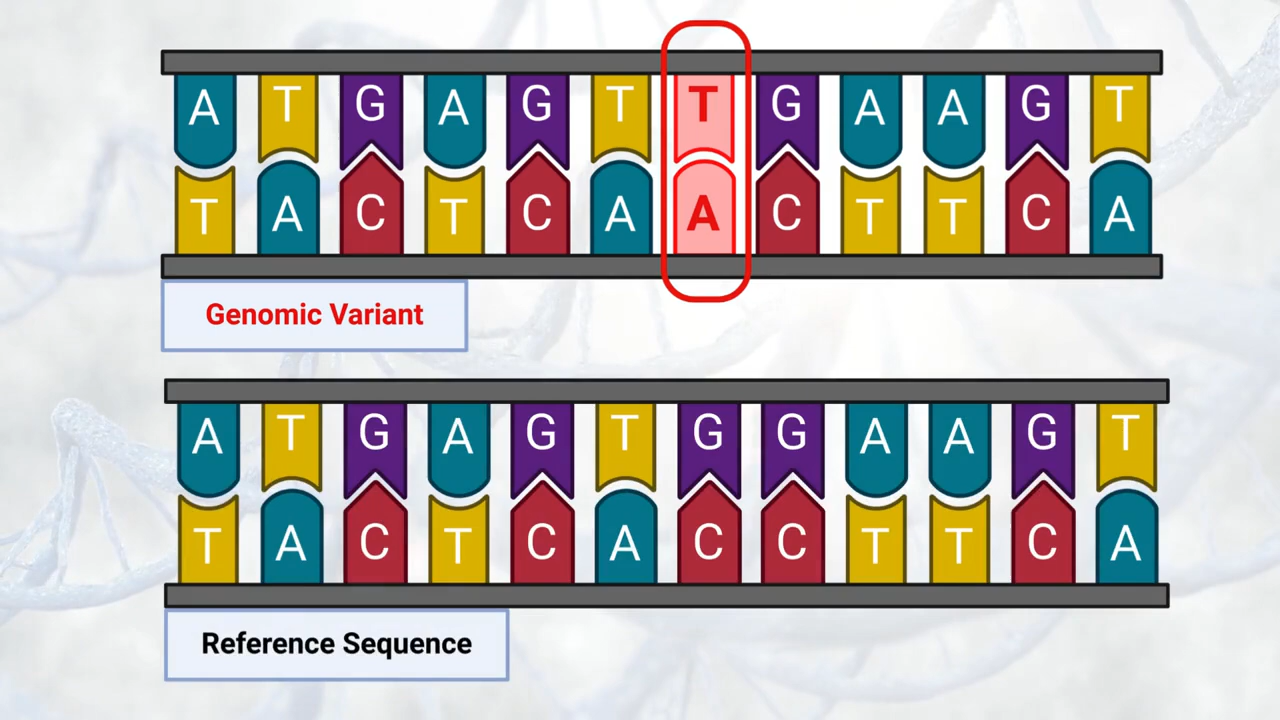 A T G A G T T G A A G T
T A C T C A A C T T C A
Genomic Variant
A T G A G T G G A A G T
T A C T C A C C T T C A
Reference Sequence